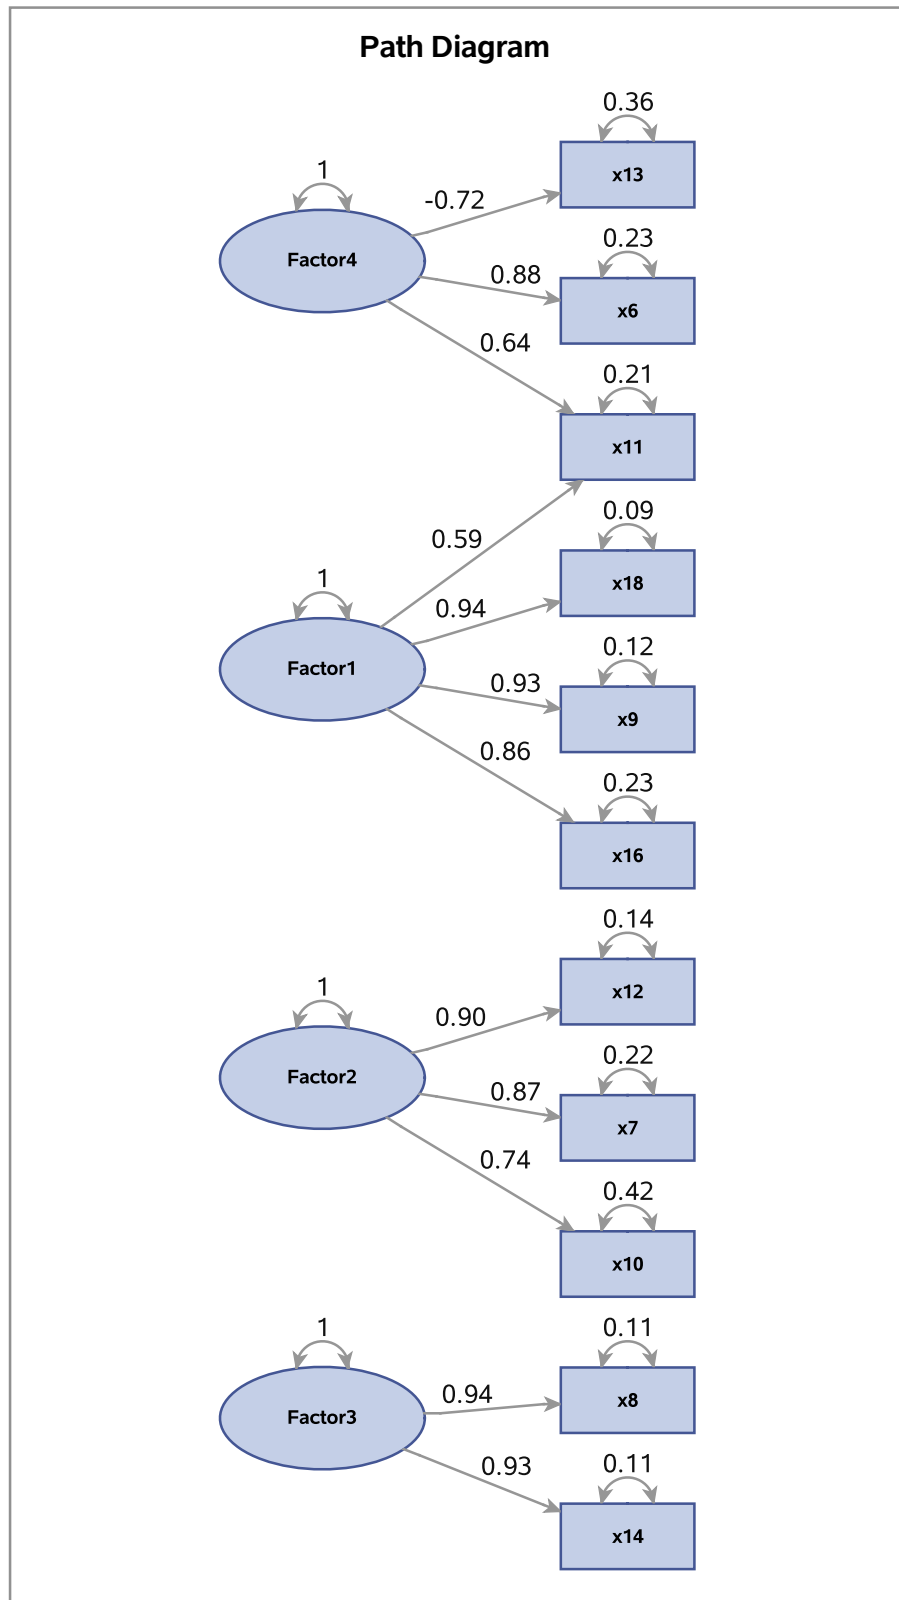 Path Diagram
0.36
x13
1
-0.72
Factor4
0.23
0.88
x6
0.64
0.21
x11
0.59
0.09
x18
1
0.94
Factor1
0.12
0.93
x9
0.86
0.23
x16
0.14
x12
1
0.90
Factor2
0.22
0.87
x7
0.74
0.42
x10
1
0.11
0.94
x8
Factor3
0.93
0.11
x14